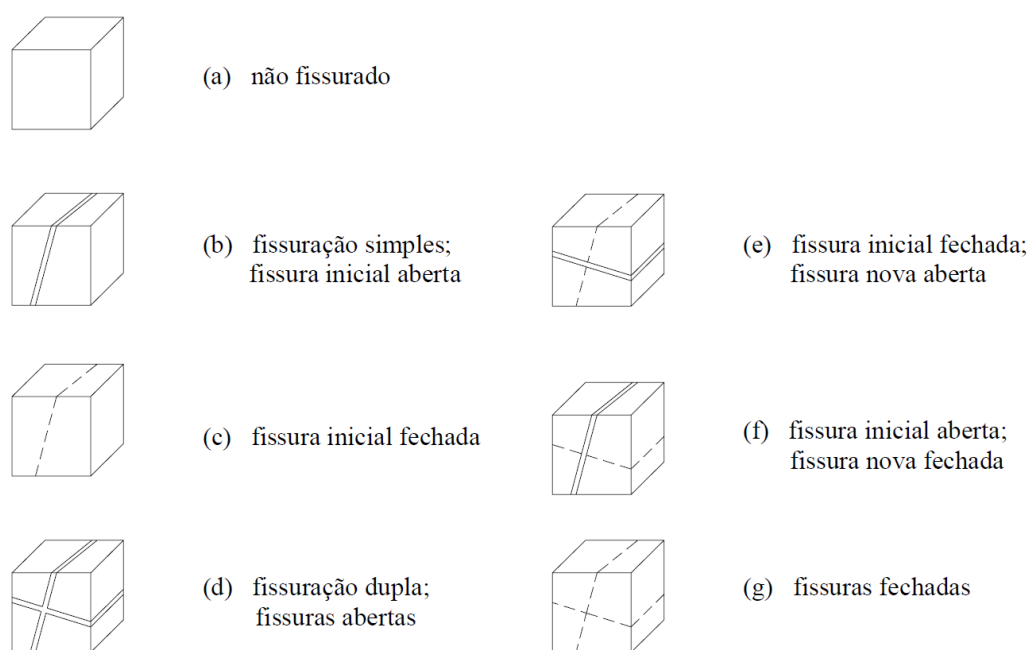 (a) não fissurado
(b) fissuração simples;
fissura inicial aberta
(c) fissura inicial fechada
(d) fissuração dupla;
fissuras abertas
(e) fissura inicial fechada;
fissura nova aberta
(f) fissura inicial aberta;
fissura nova fechada
(g) fissuras fechadas